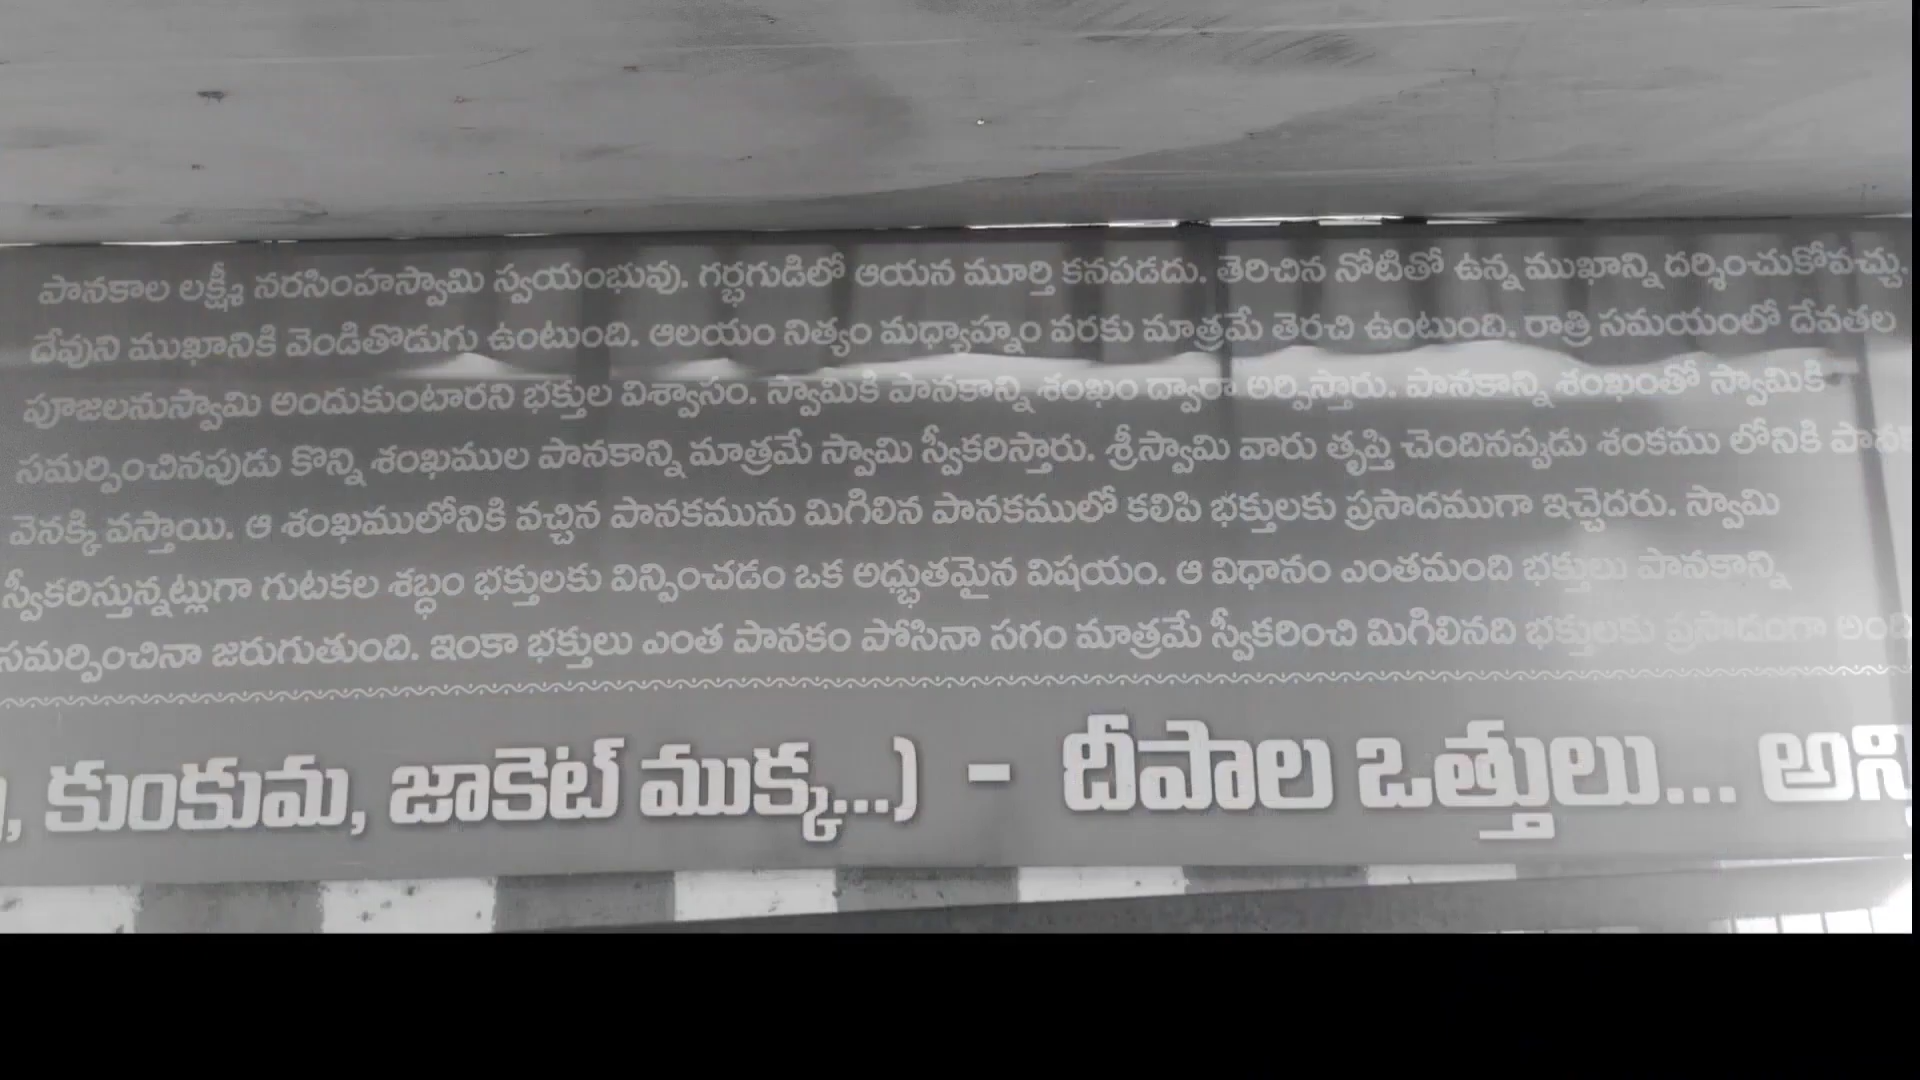 పానకాల లక్ష్మీ నరసింహస్వామి స్వయంభువు. గర్భగుడిలో ఆయన మూర్తి కనపడదు. తెరిచిన నోటితో ఉన్న ముఖాన్ని దర్శించుకోవచ్చు.
దేవుని ముఖానికి వెండితొడుగు ఉంటుంది. ఆలయం నిత్యం మధ్యాహ్నం వరకు మాత్రమే తెరచి ఉంటుంది. రాత్రి సమయంలో దేవతల
పూజలనుస్వామి అందుకుంటారని భక్తుల విశ్వాసం. స్వామికి పానకాన్ని శంఖం ద్వారా అర్పిస్తారు. పానకాన్ని శంఖంతో స్వామికి
సమర్పించినపుడు కొన్ని శంఖముల పానకాన్ని మాత్రమే స్వామి స్వీకరిస్తారు. శ్రీస్వామి వారు తృప్తి చెందినప్పుడు శంకము లోనికి
వెనక్కి వస్తాయి. ఆ శంఖములోనికి వచ్చిన పానకమును మిగిలిన పానకములో కలిపి భక్తులకు ప్రసాదముగా ఇచ్చెదరు. స్వామి
స్వీకరిస్తున్నట్లుగా గుటకల శబ్ధం భక్తులకు విన్పించడం ఒక అద్భుతమైన విషయం. ఆ విధానం ఎంతమంది భక్తులు పానకాన్ని
సమర్పించినా జరుగుతుంది. ఇంకా భక్తులు ఎంత పానకం పోసినా సగం మాత్రమే స్వీకరించి మిగిలినది భక్తులకు ప్రసాదంగా
కుంకుమ, జాకెట్ ముక్క...) - దీపాల ఒత్తులు...